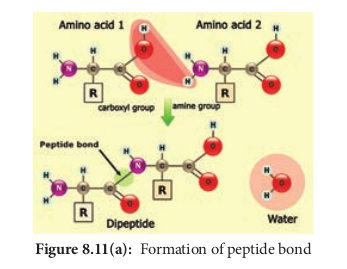 Amino acid 1 Amino acid 2
H H
H H H O H H O
N C C N C C
H R O H R O
carboxyl group amine group
H
Peptide bond H H O
H H N C C H
N C C R O O
H R O H
Dipeptide Water
Figure 8.11(a): Formation of peptide bond